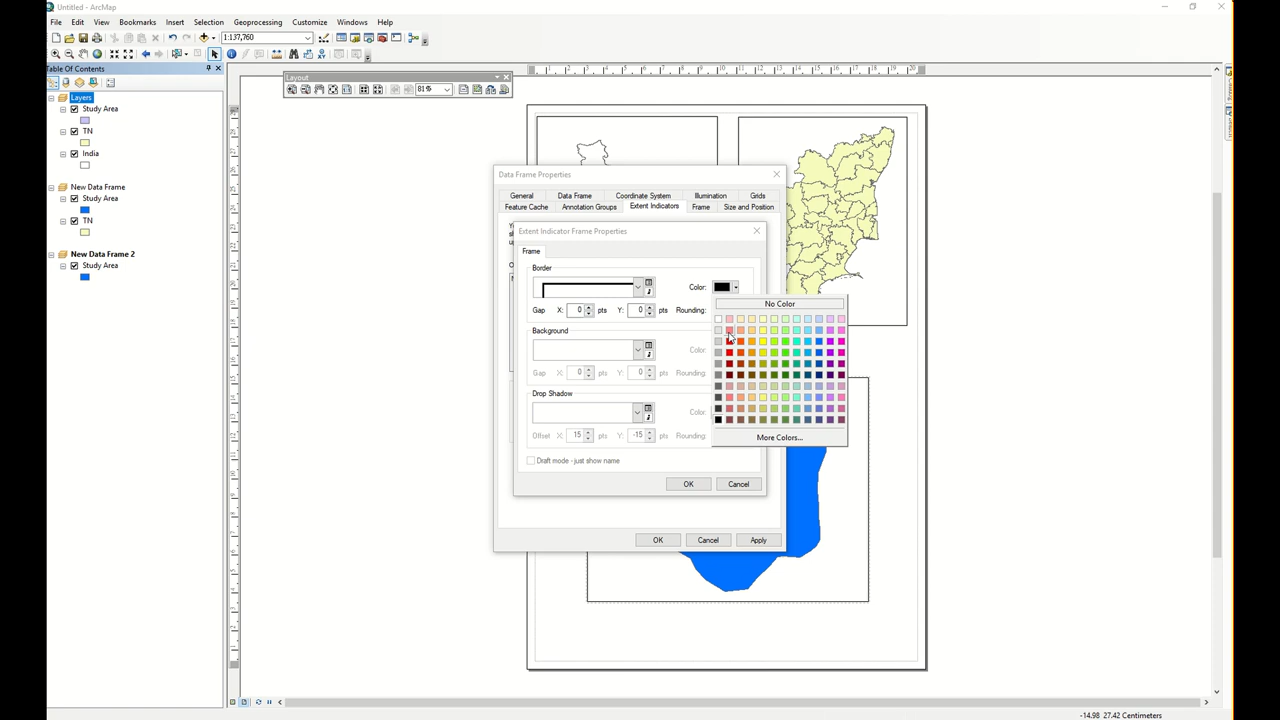 Untitled - ArcMap
File Edit View Bookmarks Insert Selection Geoprocessing Customize Windows Help
1:137,760
Table Of Contents
Layers
Study Area
TN
India
New Data Frame
Study Area
TN
New Data Frame 2
Study Area
Layout
81%
Data Frame Properties
General Data Frame Coordinate System Illumination Grids
Feature Cache Annotation Groups Extent Indicators Frame Size and Position
Extent Indicator Frame Properties
Frame
Border
Color:
Gap X: 0 pts Y: 0 pts Rounding:
No Color
Background
Color:
Gap X: 0 pts Y: 0 pts Rounding:
Drop Shadow
Color:
Offset X: 15 pts Y: -15 pts Rounding:
More Colors...
Draft mode - just show name
OK Cancel
OK Cancel Apply
-14.98 27.42 Centimeters